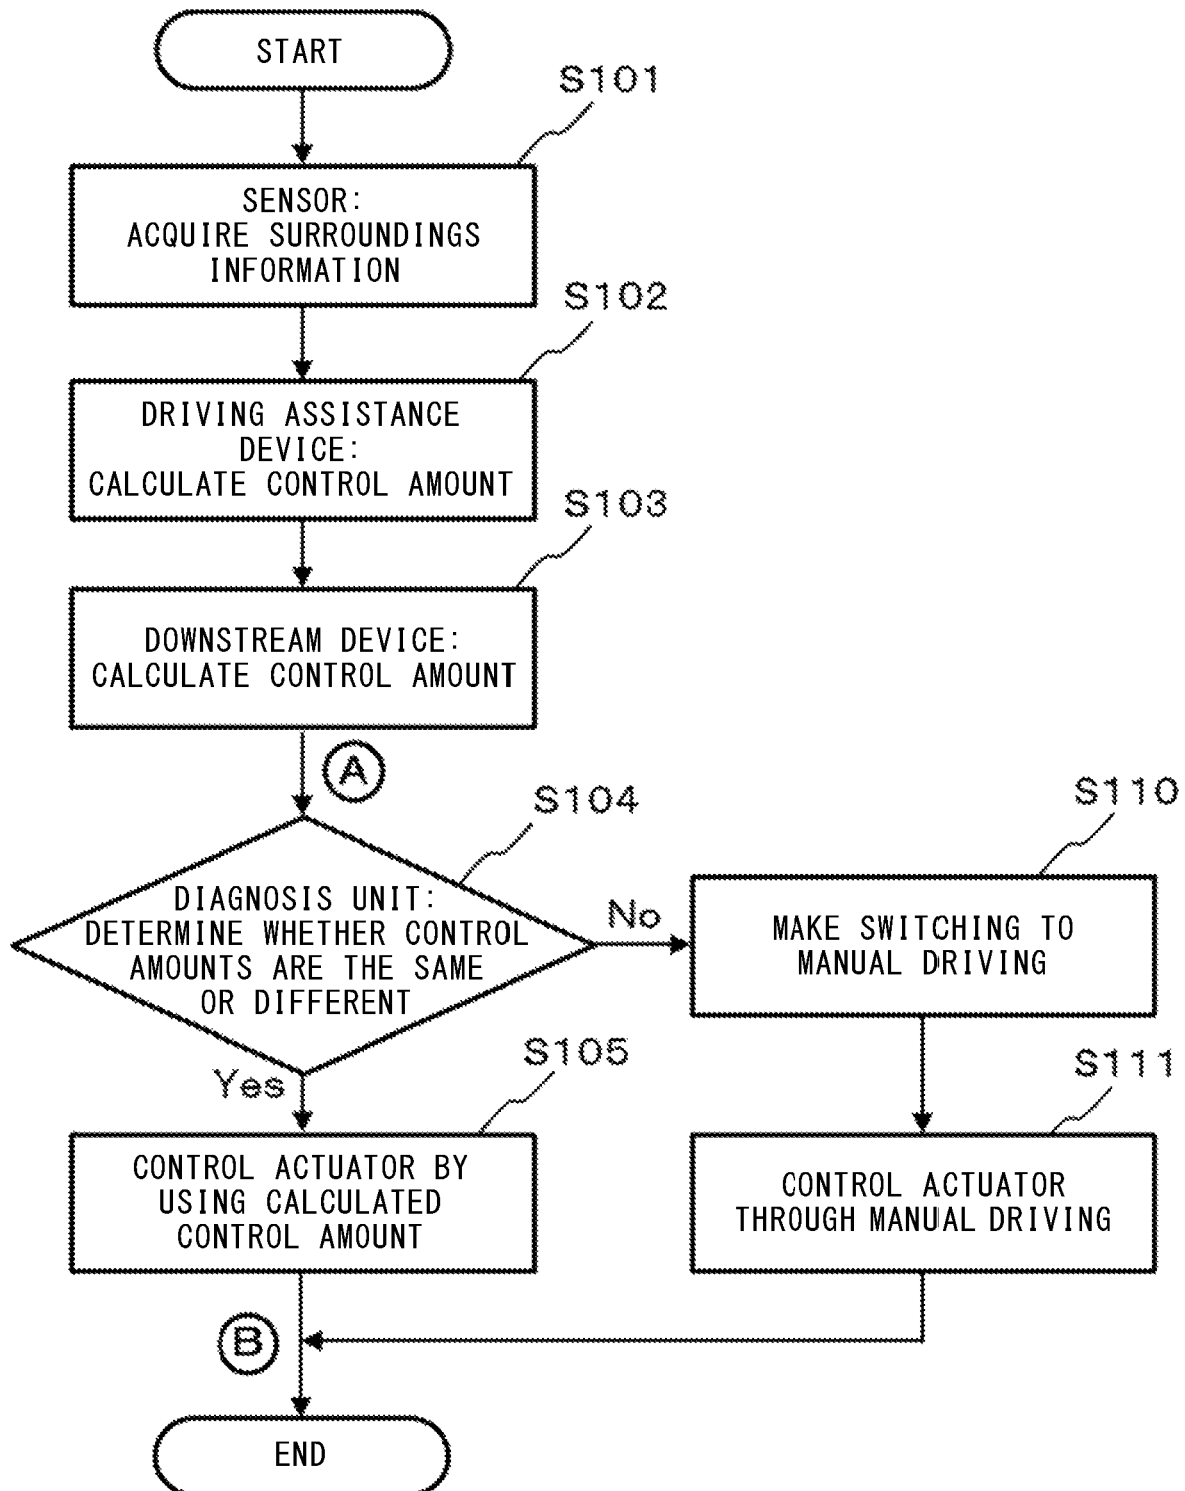 START
S101
SENSOR:
ACQUIRE SURROUNDINGS
INFORMATION
S102
DRIVING ASSISTANCE
DEVICE:
CALCULATE CONTROL AMOUNT
S103
DOWNSTREAM DEVICE:
CALCULATE CONTROL AMOUNT
A
S104
DIAGNOSIS UNIT:
DETERMINE WHETHER CONTROL
AMOUNTS ARE THE SAME
OR DIFFERENT
No
S110
MAKE SWITCHING TO
MANUAL DRIVING
Yes
S105
CONTROL ACTUATOR BY
USING CALCULATED
CONTROL AMOUNT
S111
CONTROL ACTUATOR
THROUGH MANUAL DRIVING
B
END